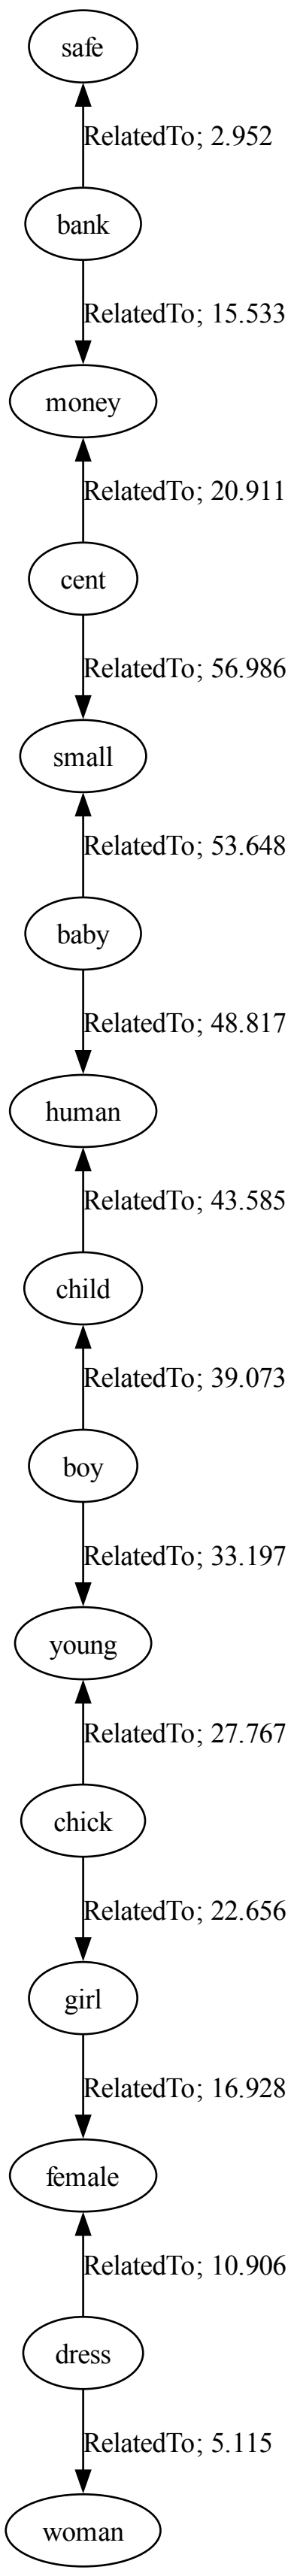 safe
RelatedTo; 2.952
bank
RelatedTo; 15.533
money
RelatedTo; 20.911
cent
RelatedTo; 56.986
small
RelatedTo; 53.648
baby
RelatedTo; 48.817
human
RelatedTo; 43.585
child
RelatedTo; 39.073
boy
RelatedTo; 33.197
young
RelatedTo; 27.767
chick
RelatedTo; 22.656
girl
RelatedTo; 16.928
female
RelatedTo; 10.906
dress
RelatedTo; 5.115
woman